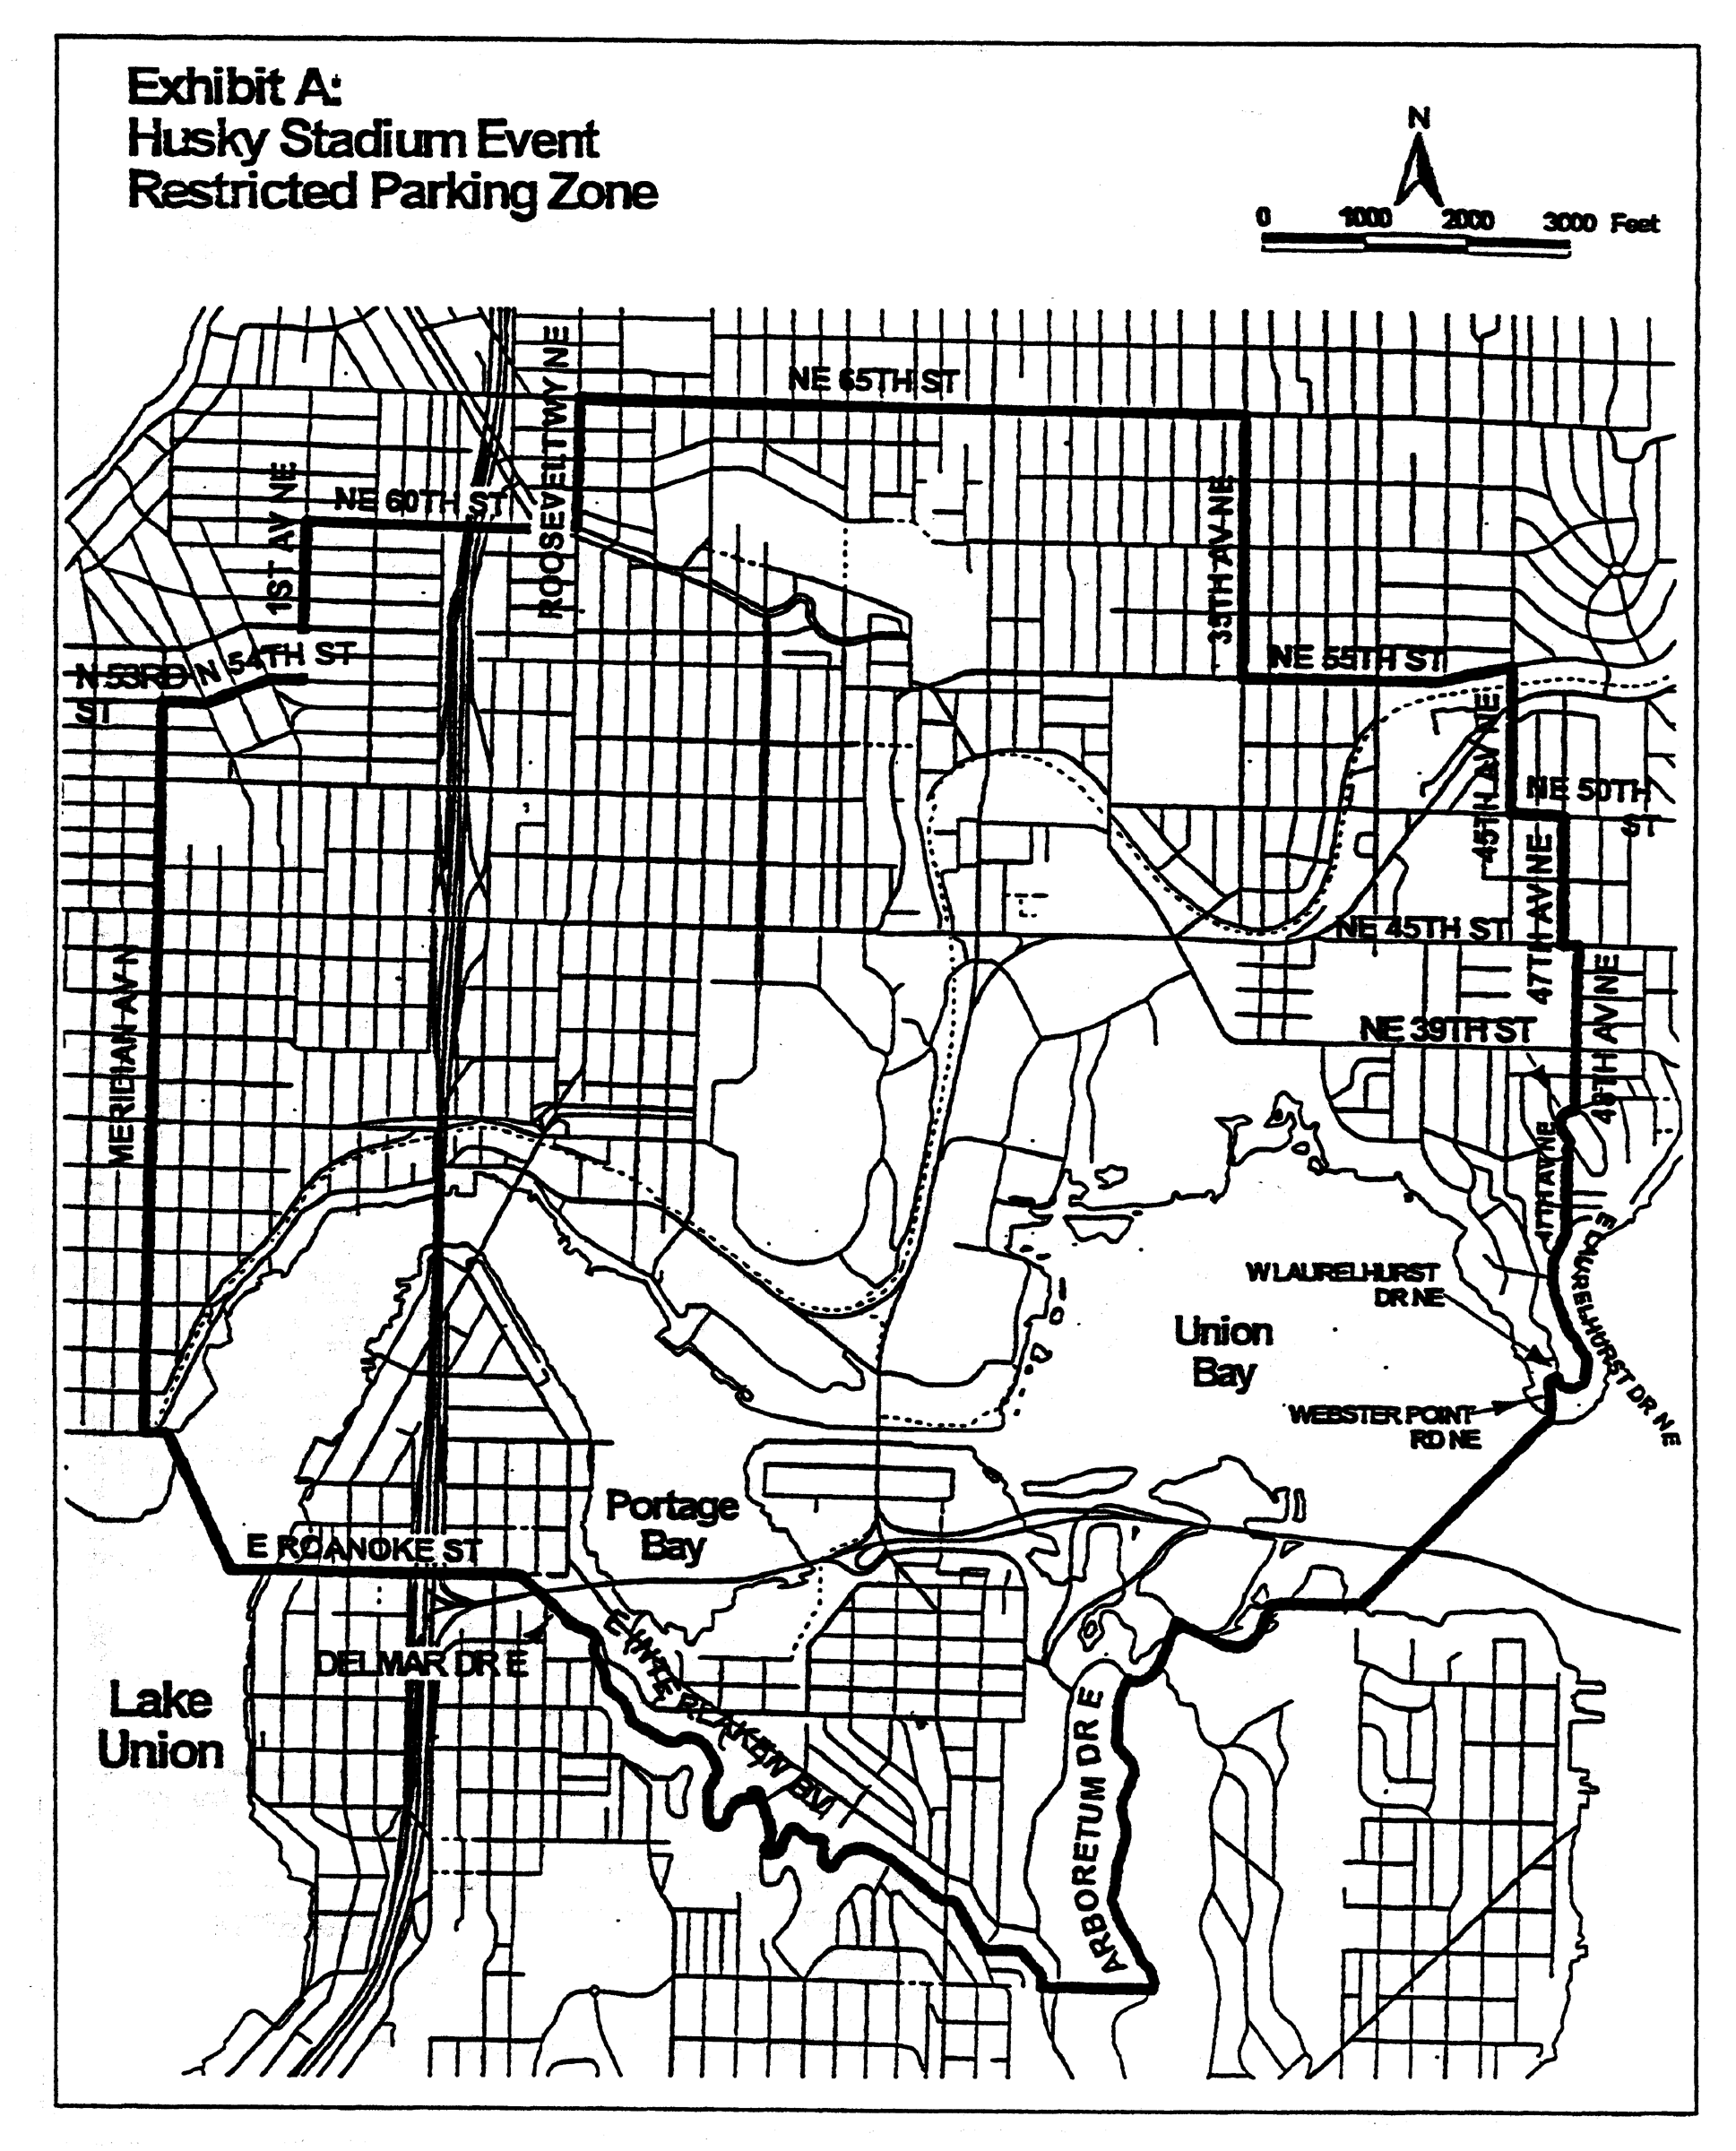 Exhibit A:
Husky Stadium Event
Restricted Parking Zone
N
0 1000 2000 3000 Feet
ROOSEVELT WY NE
NE 65TH ST
1ST AV NE
NE 60TH ST
35TH AV NE
N 53RD
ST
N 54TH ST
NE 55TH ST
45TH AV NE
NE 50TH
ST
47TH AV NE
NE 45TH ST
MERIDIAN AV N
48TH AV NE
NE 39TH ST
47TH AV NE
E LAURELHURST DR NE
W LAURELHURST
DR NE
Union
Bay
WEBSTER POINT
RD NE
Portage
Bay
E ROANOKE ST
DELMAR DR E
E INTERLAKEN BV
Lake
Union
ARBORETUM DR E